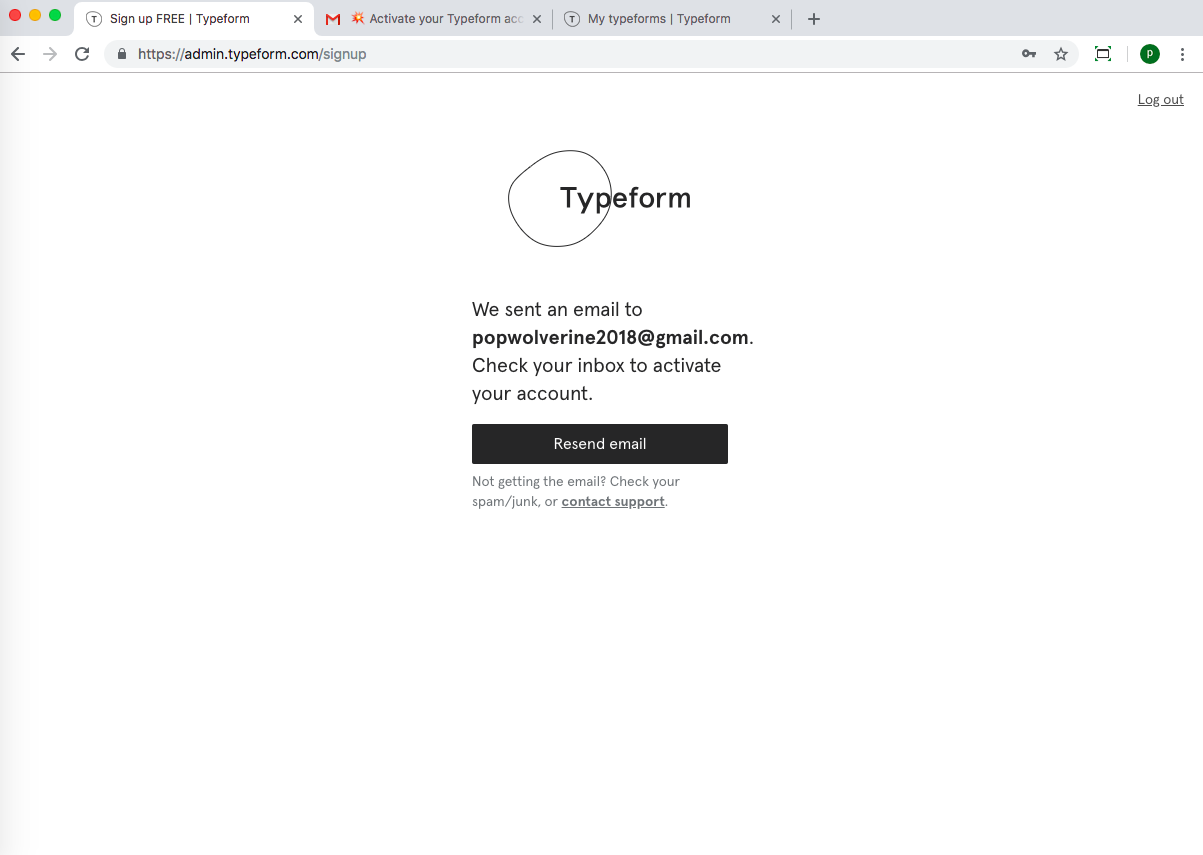 Sign up FREE | Typeform
Activate your Typeform acc
My typeforms | Typeform
https://admin.typeform.com/signup
p
Log out
Typeform
We sent an email to
popwolverine2018@gmail.com.
Check your inbox to activate
your account.
Resend email
Not getting the email? Check your
spam/junk, or contact support.